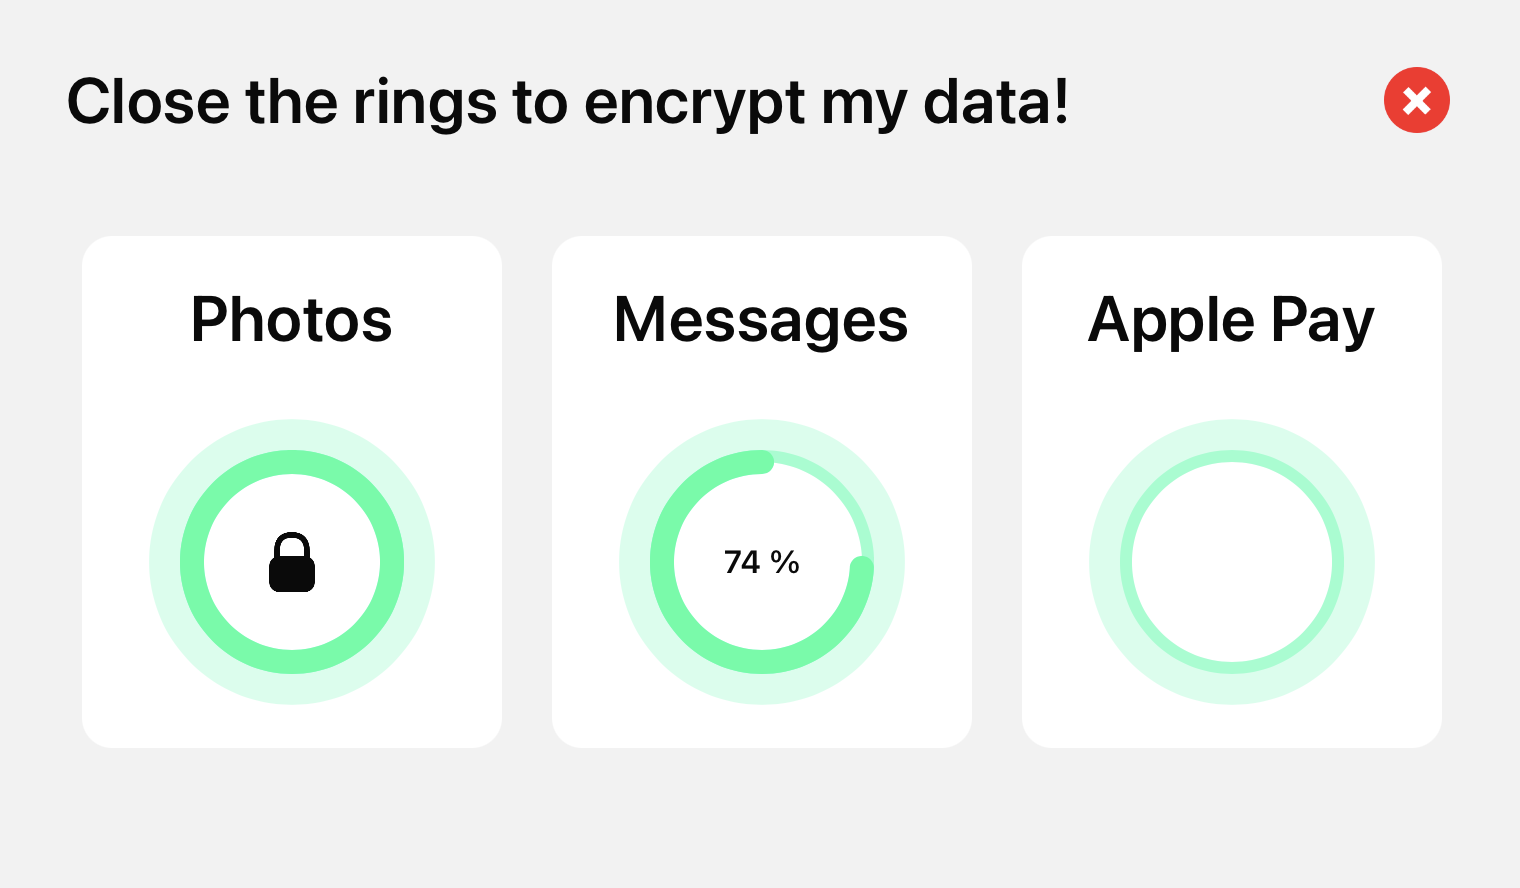 Close the rings to encrypt my data!
Photos
Messages
Apple Pay
74 %